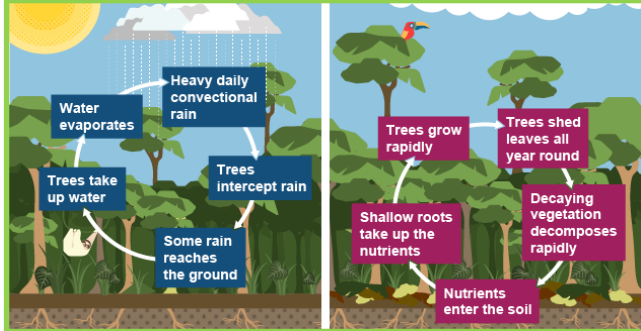 Heavy daily
convectional
rain
Trees
intercept rain
Some rain
reaches
the ground
Trees take
up water
Water
evaporates
Trees grow
rapidly
Trees shed
leaves all
year round
Decaying
vegetation
decomposes
rapidly
Nutrients
enter the soil
Shallow roots
take up the
nutrients